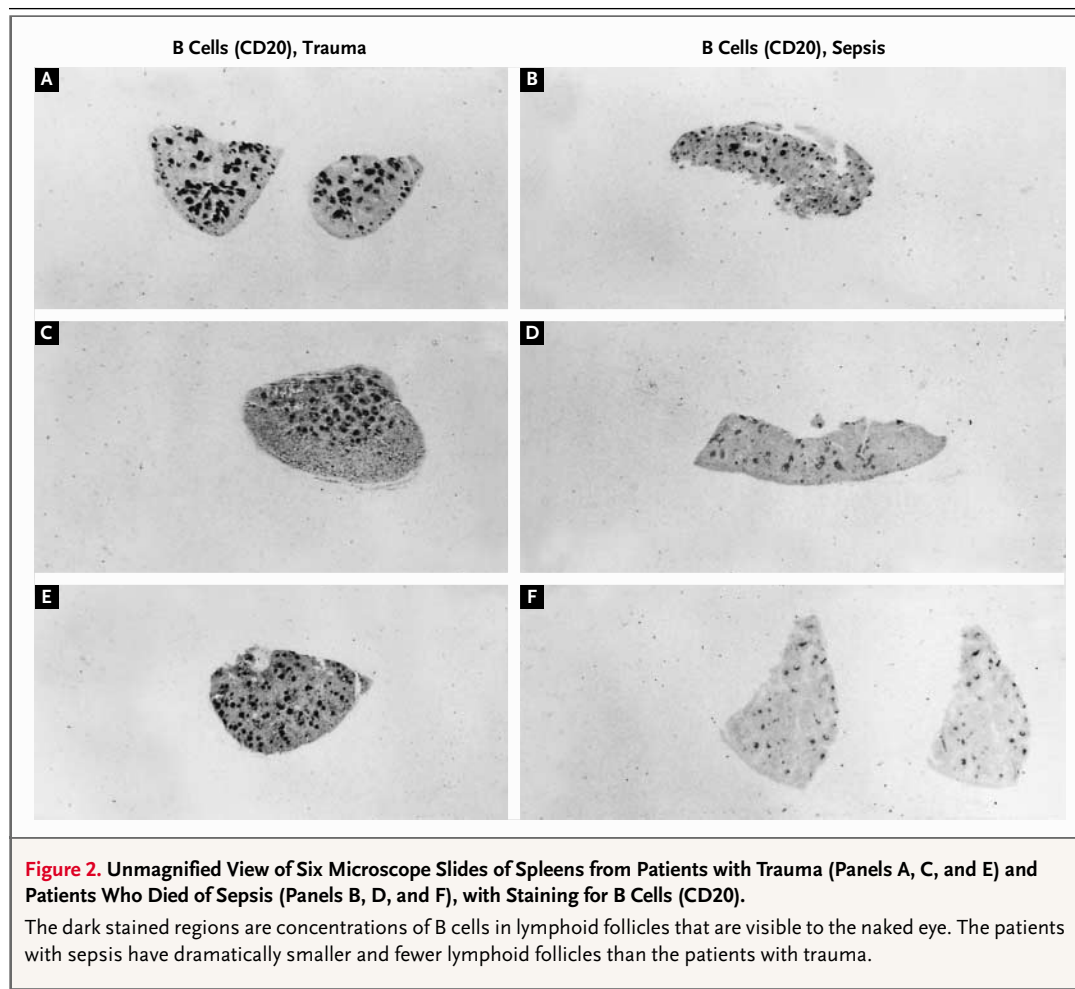 B Cells (CD20), Trauma
B Cells (CD20), Sepsis
A
B
C
D
E
F
Figure 2. Unmagnified View of Six Microscope Slides of Spleens from Patients with Trauma (Panels A, C, and E) and
Patients Who Died of Sepsis (Panels B, D, and F), with Staining for B Cells (CD20).
The dark stained regions are concentrations of B cells in lymphoid follicles that are visible to the naked eye. The patients
with sepsis have dramatically smaller and fewer lymphoid follicles than the patients with trauma.